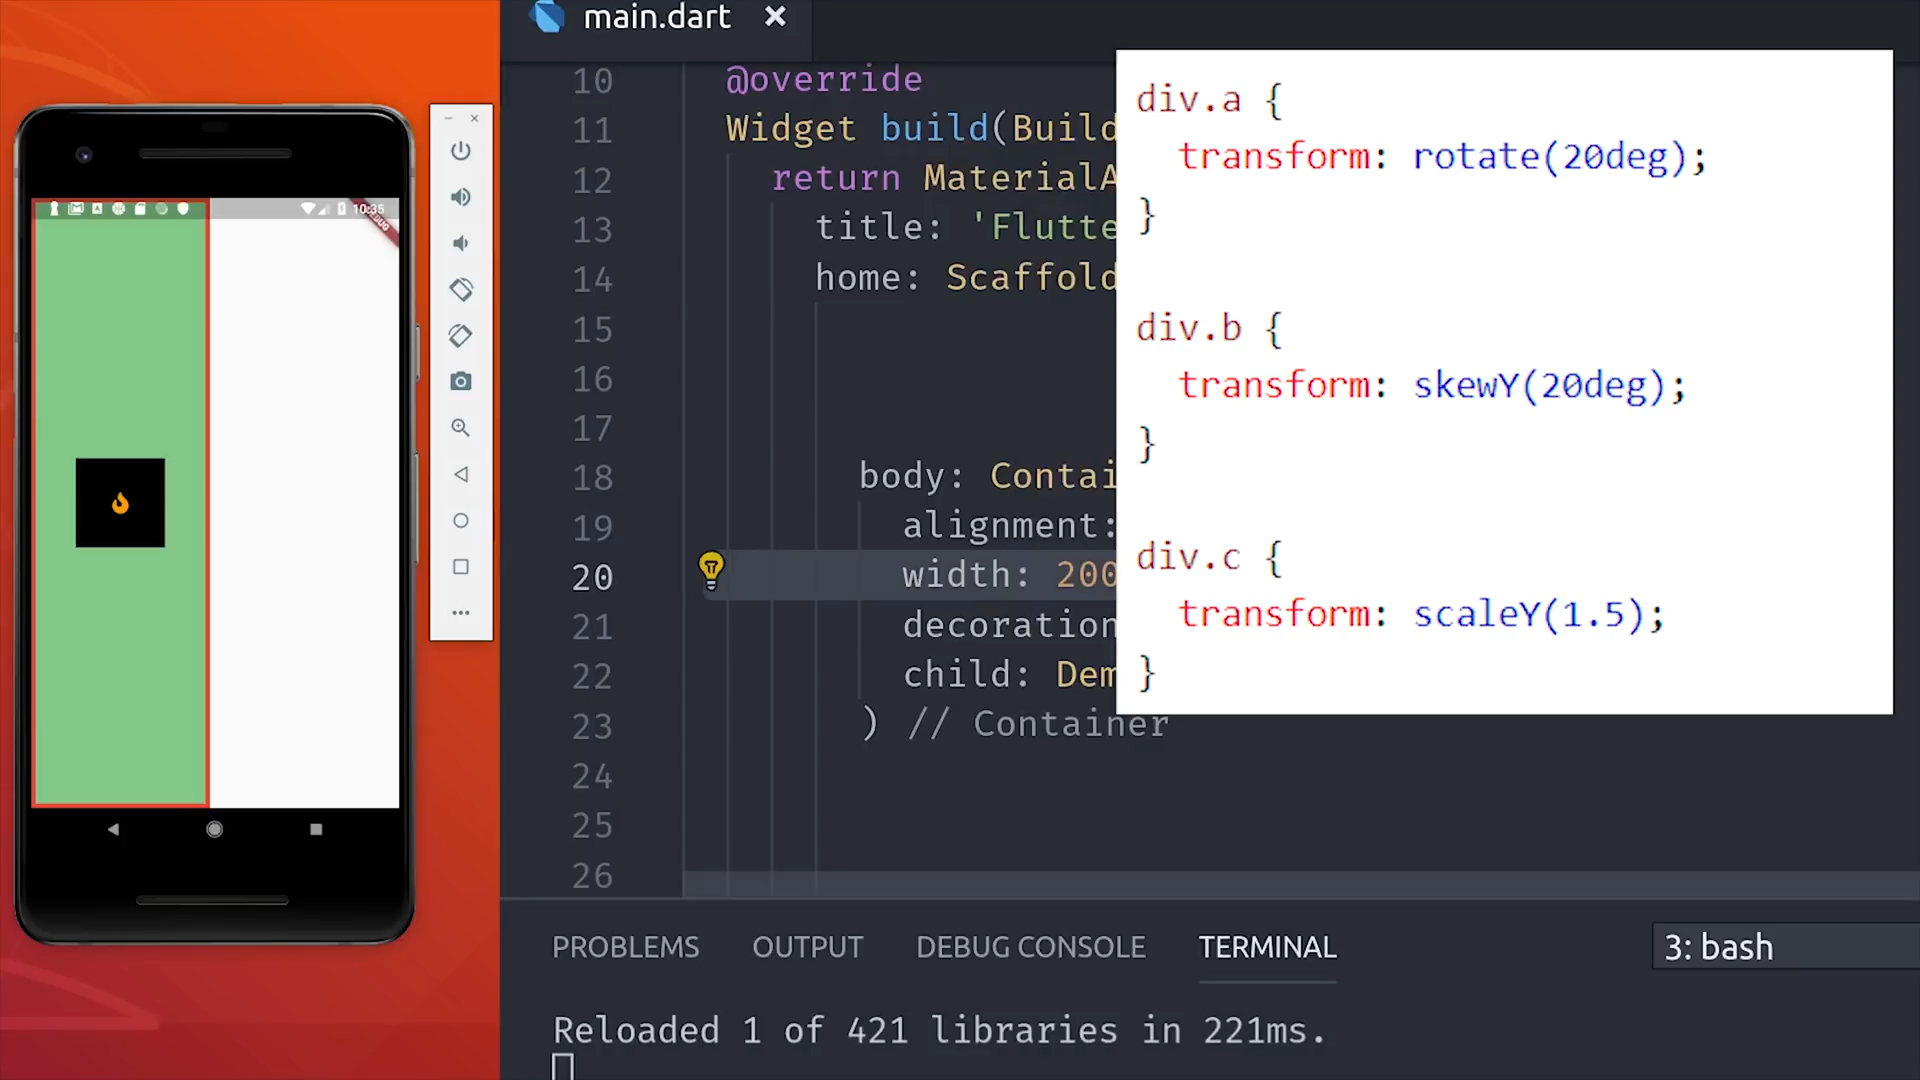 main.dart ×
10 @override
11 Widget build(Build
12 return MaterialA
13 title: 'Flutte
14 home: Scaffold
15
16
17
18 body: Contai
19 alignment:
20 width: 200
21 decoration
22 child: Dem
23 ) // Container
24
25
26
div.a {
transform: rotate(20deg);
}
div.b {
transform: skewY(20deg);
}
div.c {
transform: scaleY(1.5);
}
10:35
PROBLEMS OUTPUT DEBUG CONSOLE TERMINAL 3: bash
Reloaded 1 of 421 libraries in 221ms.